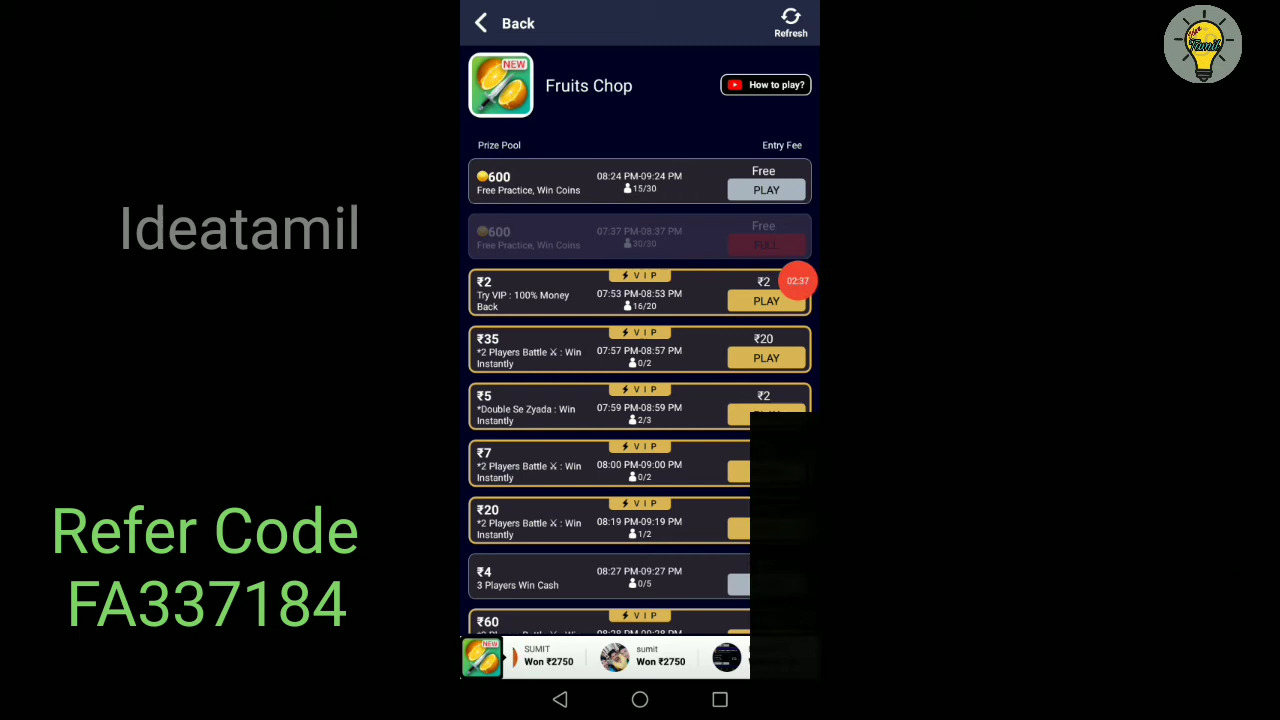 Back
Refresh
Tamil
NEW
Fruits Chop
How to play?
Prize Pool
Entry Fee
600
Free Practice, Win Coins
08:24 PM-09:24 PM
15/30
Free
PLAY
600
Free Practice, Win Coins
07:37 PM-08:37 PM
30/30
Free
FULL
Ideatamil
VIP
₹2
Try VIP : 100% Money
Back
07:53 PM-08:53 PM
16/20
₹2
PLAY
02:37
VIP
₹35
*2 Players Battle ⚔ : Win
Instantly
07:57 PM-08:57 PM
0/2
₹20
PLAY
VIP
₹5
*Double Se Zyada : Win
Instantly
07:59 PM-08:59 PM
2/3
₹2
VIP
₹7
*2 Players Battle ⚔ : Win
Instantly
08:00 PM-09:00 PM
0/2
VIP
₹20
*2 Players Battle ⚔ : Win
Instantly
08:19 PM-09:19 PM
1/2
₹4
3 Players Win Cash
08:27 PM-09:27 PM
0/5
VIP
₹60
Refer Code
FA337184
NEW
SUMIT
Won ₹2750
sumit
Won ₹2750